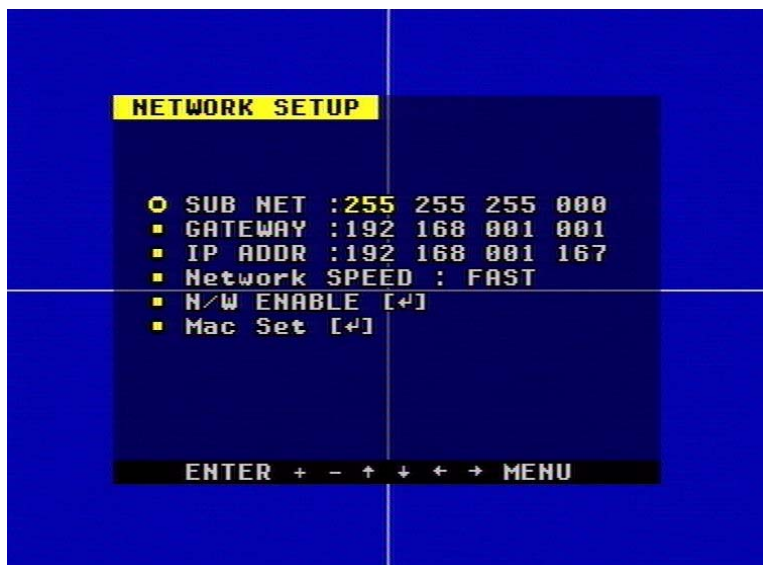 NETWORK SETUP
SUB NET :255 255 255 000
GATEWAY :192 168 001 001
IP ADDR :192 168 001 167
Network SPEED : FAST
N/W ENABLE [↵]
Mac Set [↵]
ENTER + - ↑ ↓ ← → MENU